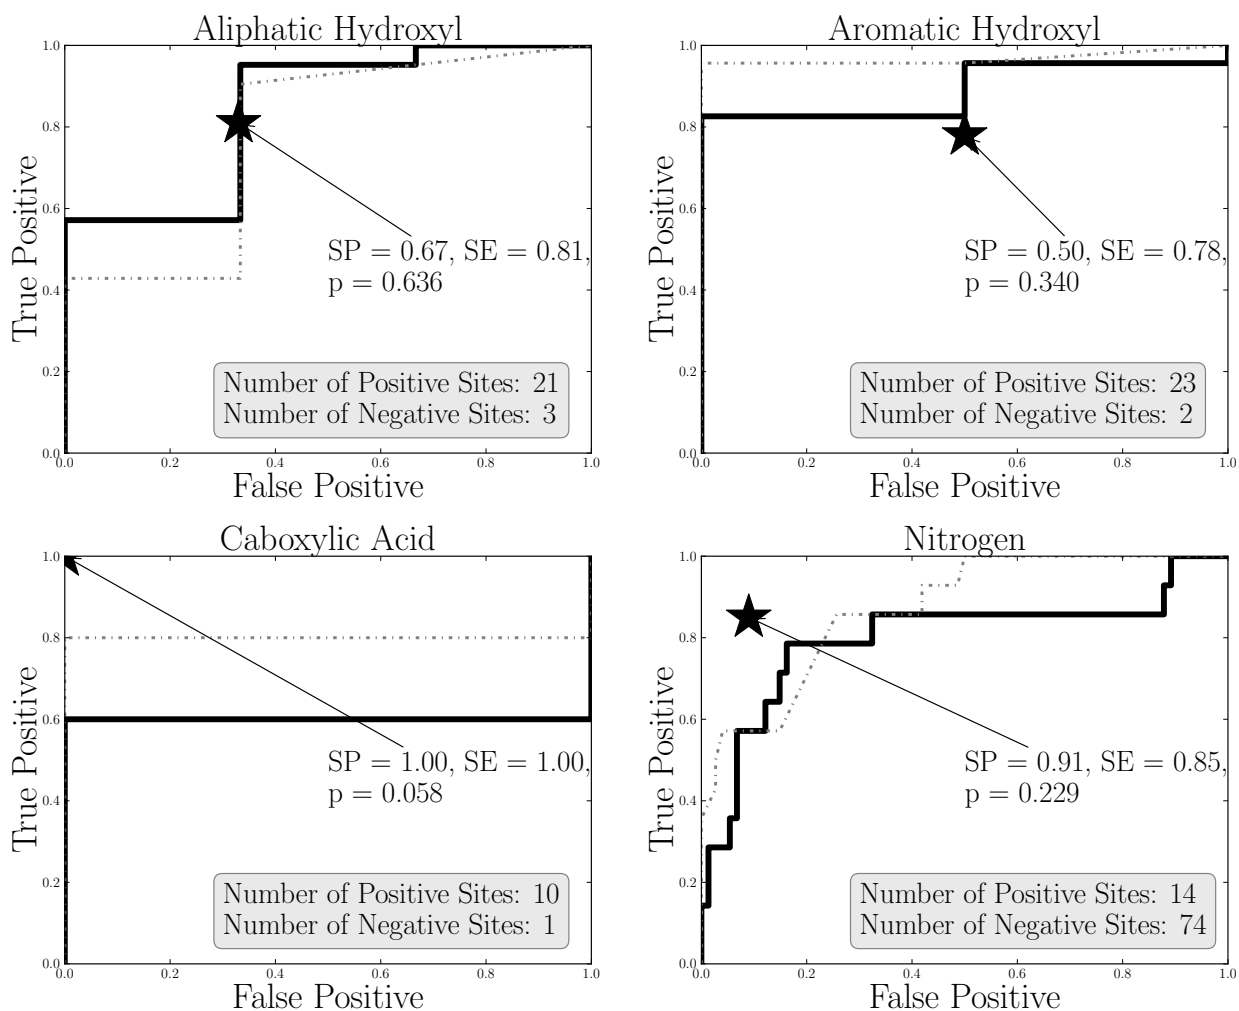 Aliphatic Hydroxyl
1.0
0.8
0.6
0.4
0.2
0.0
True Positive
SP = 0.67, SE = 0.81,
p = 0.636
Number of Positive Sites: 21
Number of Negative Sites: 3
0.0 0.2 0.4 0.6 0.8 1.0
False Positive
Aromatic Hydroxyl
1.0
0.8
0.6
0.4
0.2
0.0
True Positive
SP = 0.50, SE = 0.78,
p = 0.340
Number of Positive Sites: 23
Number of Negative Sites: 2
0.0 0.2 0.4 0.6 0.8 1.0
False Positive
Caboxylic Acid
1.0
0.8
0.6
0.4
0.2
0.0
True Positive
SP = 1.00, SE = 1.00,
p = 0.058
Number of Positive Sites: 10
Number of Negative Sites: 1
0.0 0.2 0.4 0.6 0.8 1.0
False Positive
Nitrogen
1.0
0.8
0.6
0.4
0.2
0.0
True Positive
SP = 0.91, SE = 0.85,
p = 0.229
Number of Positive Sites: 14
Number of Negative Sites: 74
0.0 0.2 0.4 0.6 0.8 1.0
False Positive